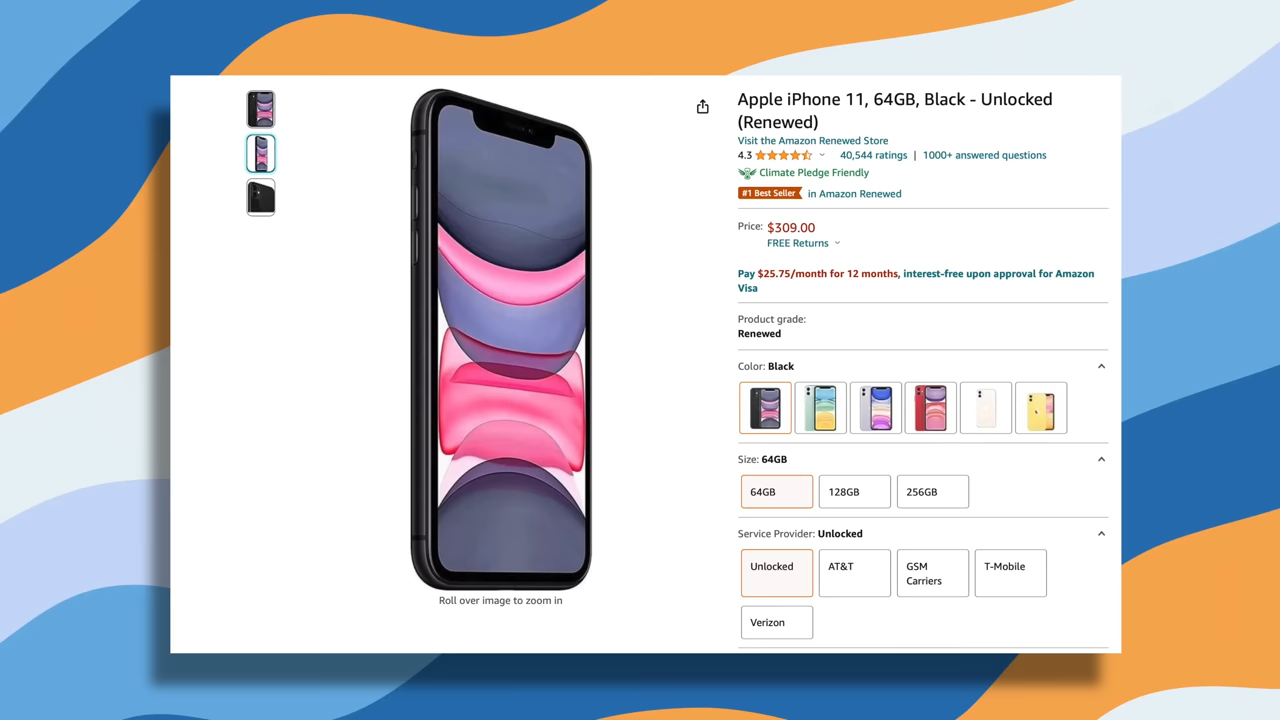 Apple iPhone 11, 64GB, Black - Unlocked
(Renewed)
Visit the Amazon Renewed Store
4.3
40,544 ratings | 1000+ answered questions
Climate Pledge Friendly
#1 Best Seller in Amazon Renewed
Price: $309.00
FREE Returns
Pay $25.75/month for 12 months, interest-free upon approval for Amazon
Visa
Product grade:
Renewed
Color: Black
Size: 64GB
64GB 128GB 256GB
Service Provider: Unlocked
Unlocked AT&T GSM Carriers T-Mobile
Verizon
Roll over image to zoom in